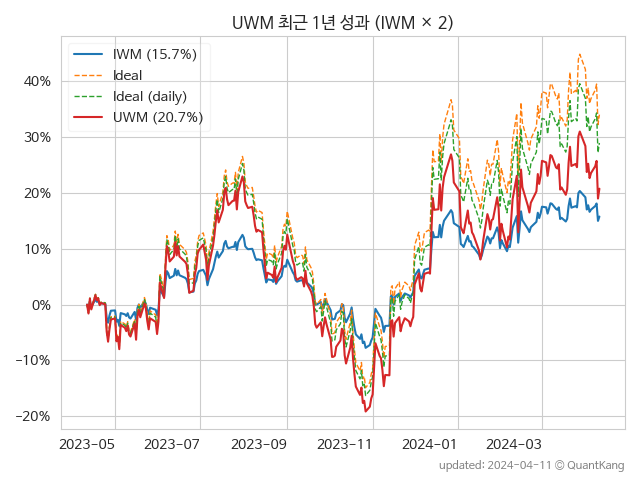 UWM 최근 1년 성과 (IWM × 2)
IWM (15.7%)
Ideal
Ideal (daily)
UWM (20.7%)
40%
30%
20%
10%
0%
−10%
−20%
2023−05
2023−07
2023−09
2023−11
2024−01
2024−03
updated: 2024-04-11 © QuantKang